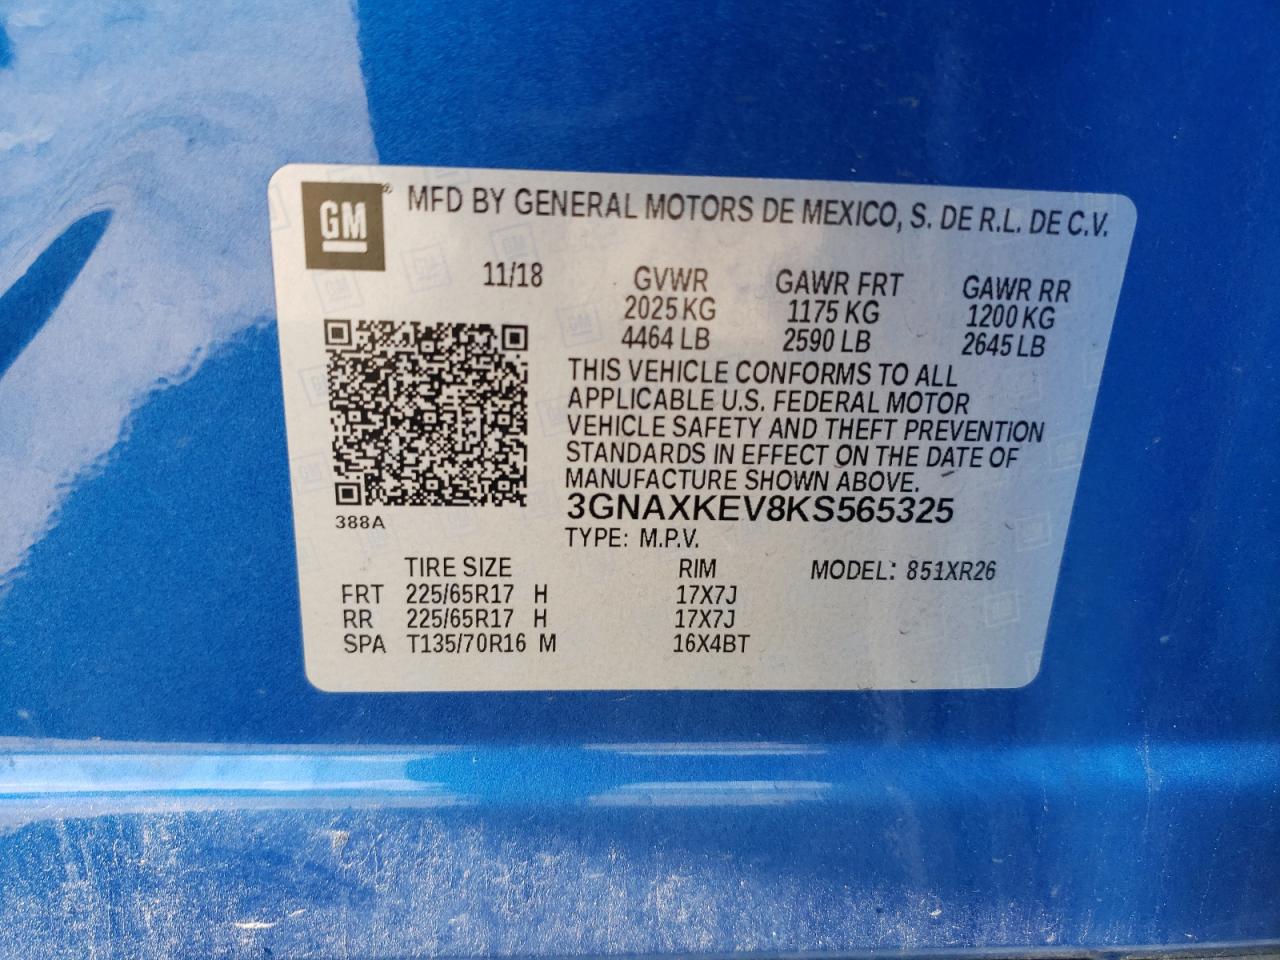 GM
MFD BY GENERAL MOTORS DE MEXICO, S. DE R.L. DE C.V.
11/18 GVWR GAWR FRT GAWR RR
2025 KG 1175 KG 1200 KG
4464 LB 2590 LB 2645 LB
THIS VEHICLE CONFORMS TO ALL
APPLICABLE U.S. FEDERAL MOTOR
VEHICLE SAFETY AND THEFT PREVENTION
STANDARDS IN EFFECT ON THE DATE OF
MANUFACTURE SHOWN ABOVE.
3GNAXKEV8KS565325
388A
TYPE: M.P.V.
TIRE SIZE RIM MODEL: 851XR26
FRT 225/65R17 H 17X7J
RR 225/65R17 H 17X7J
SPA T135/70R16 M 16X4BT